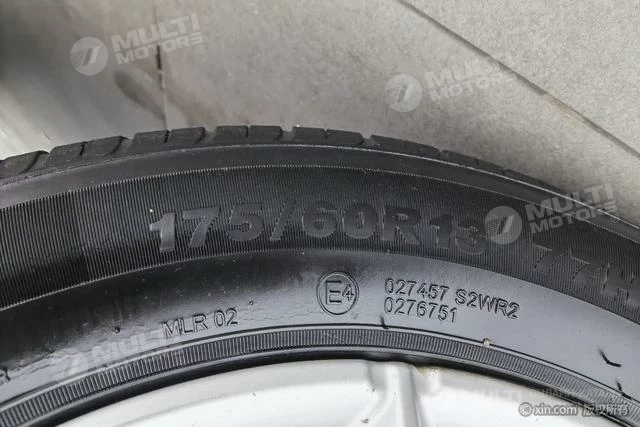 MULTI
MOTORS
MULTI
MOTORS
175/60R13 77H
MULTI
MOTORS
E4
027457 S2WR2
0276751
MLR 02
MULTI
MOTORS
xin.com 版权所有